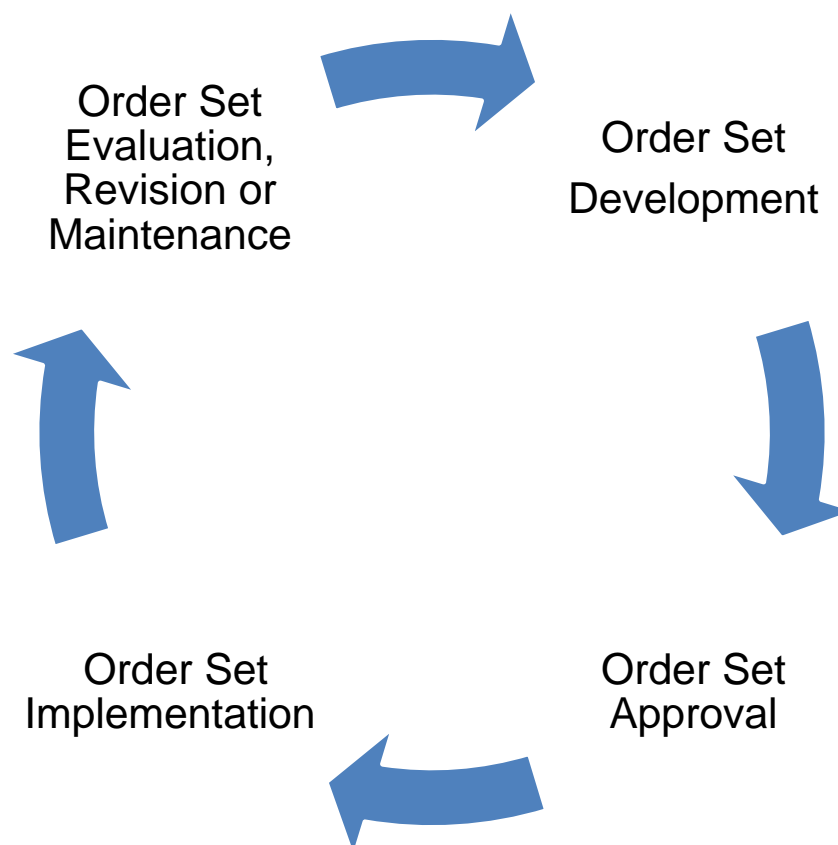 Order Set
Evaluation,
Revision or
Maintenance
Order Set
Development
Order Set
Implementation
Order Set
Approval